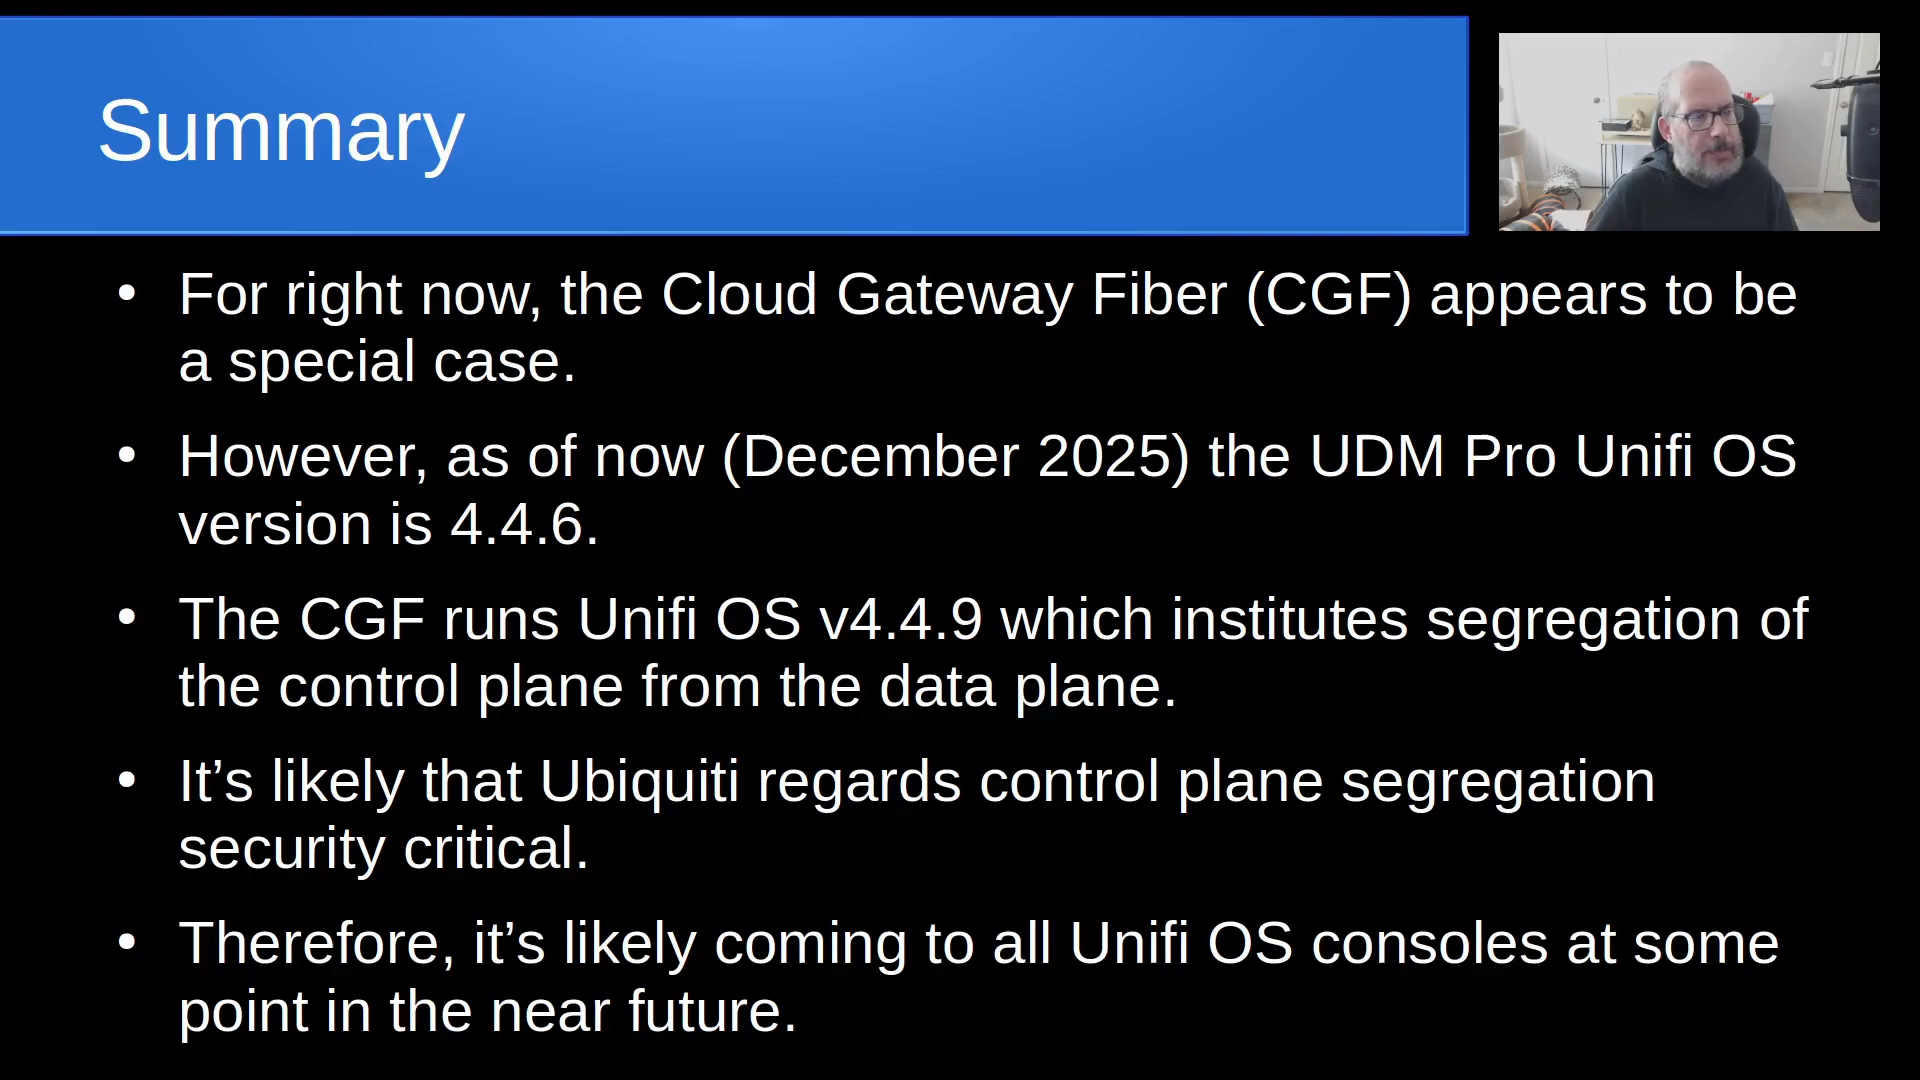 Summary
• For right now, the Cloud Gateway Fiber (CGF) appears to be
a special case.
• However, as of now (December 2025) the UDM Pro Unifi OS
version is 4.4.6.
• The CGF runs Unifi OS v4.4.9 which institutes segregation of
the control plane from the data plane.
• It’s likely that Ubiquiti regards control plane segregation
security critical.
• Therefore, it’s likely coming to all Unifi OS consoles at some
point in the near future.